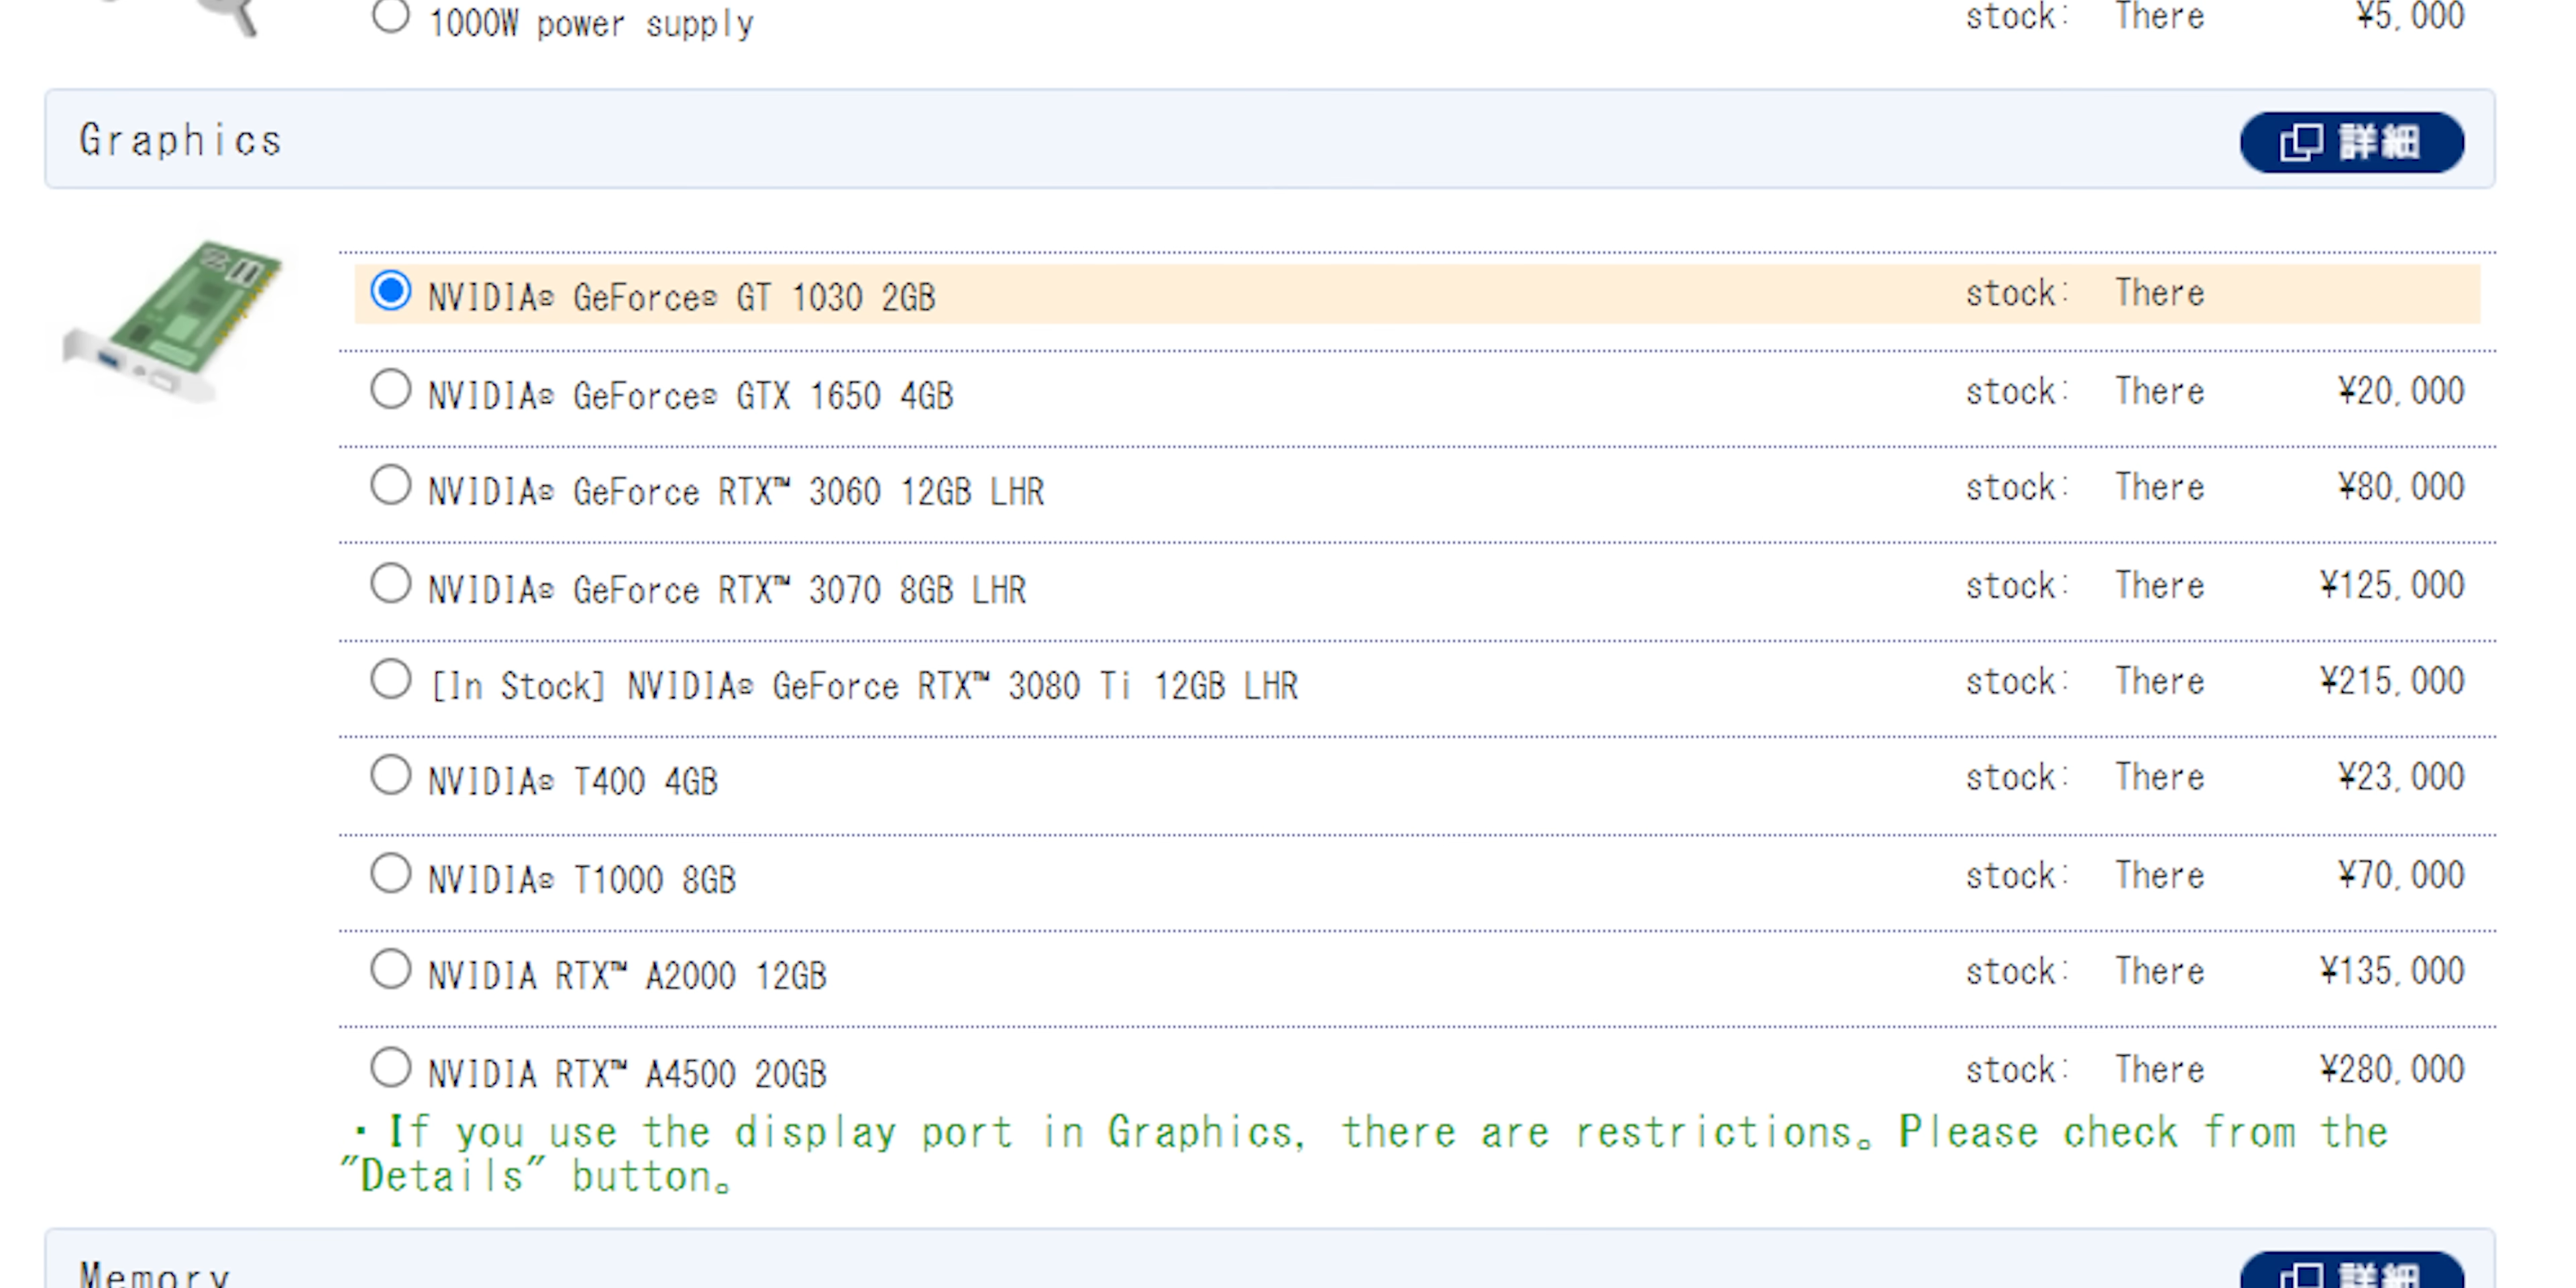 1000W power supply stock: There ¥5,000
Graphics 詳細
NVIDIA® GeForce® GT 1030 2GB stock: There
NVIDIA® GeForce® GTX 1650 4GB stock: There ¥20,000
NVIDIA® GeForce RTX™ 3060 12GB LHR stock: There ¥80,000
NVIDIA® GeForce RTX™ 3070 8GB LHR stock: There ¥125,000
[In Stock] NVIDIA® GeForce RTX™ 3080 Ti 12GB LHR stock: There ¥215,000
NVIDIA® T400 4GB stock: There ¥23,000
NVIDIA® T1000 8GB stock: There ¥70,000
NVIDIA RTX™ A2000 12GB stock: There ¥135,000
NVIDIA RTX™ A4500 20GB stock: There ¥280,000
・If you use the display port in Graphics, there are restrictions。Please check from the
"Details" button。
Memory 詳細